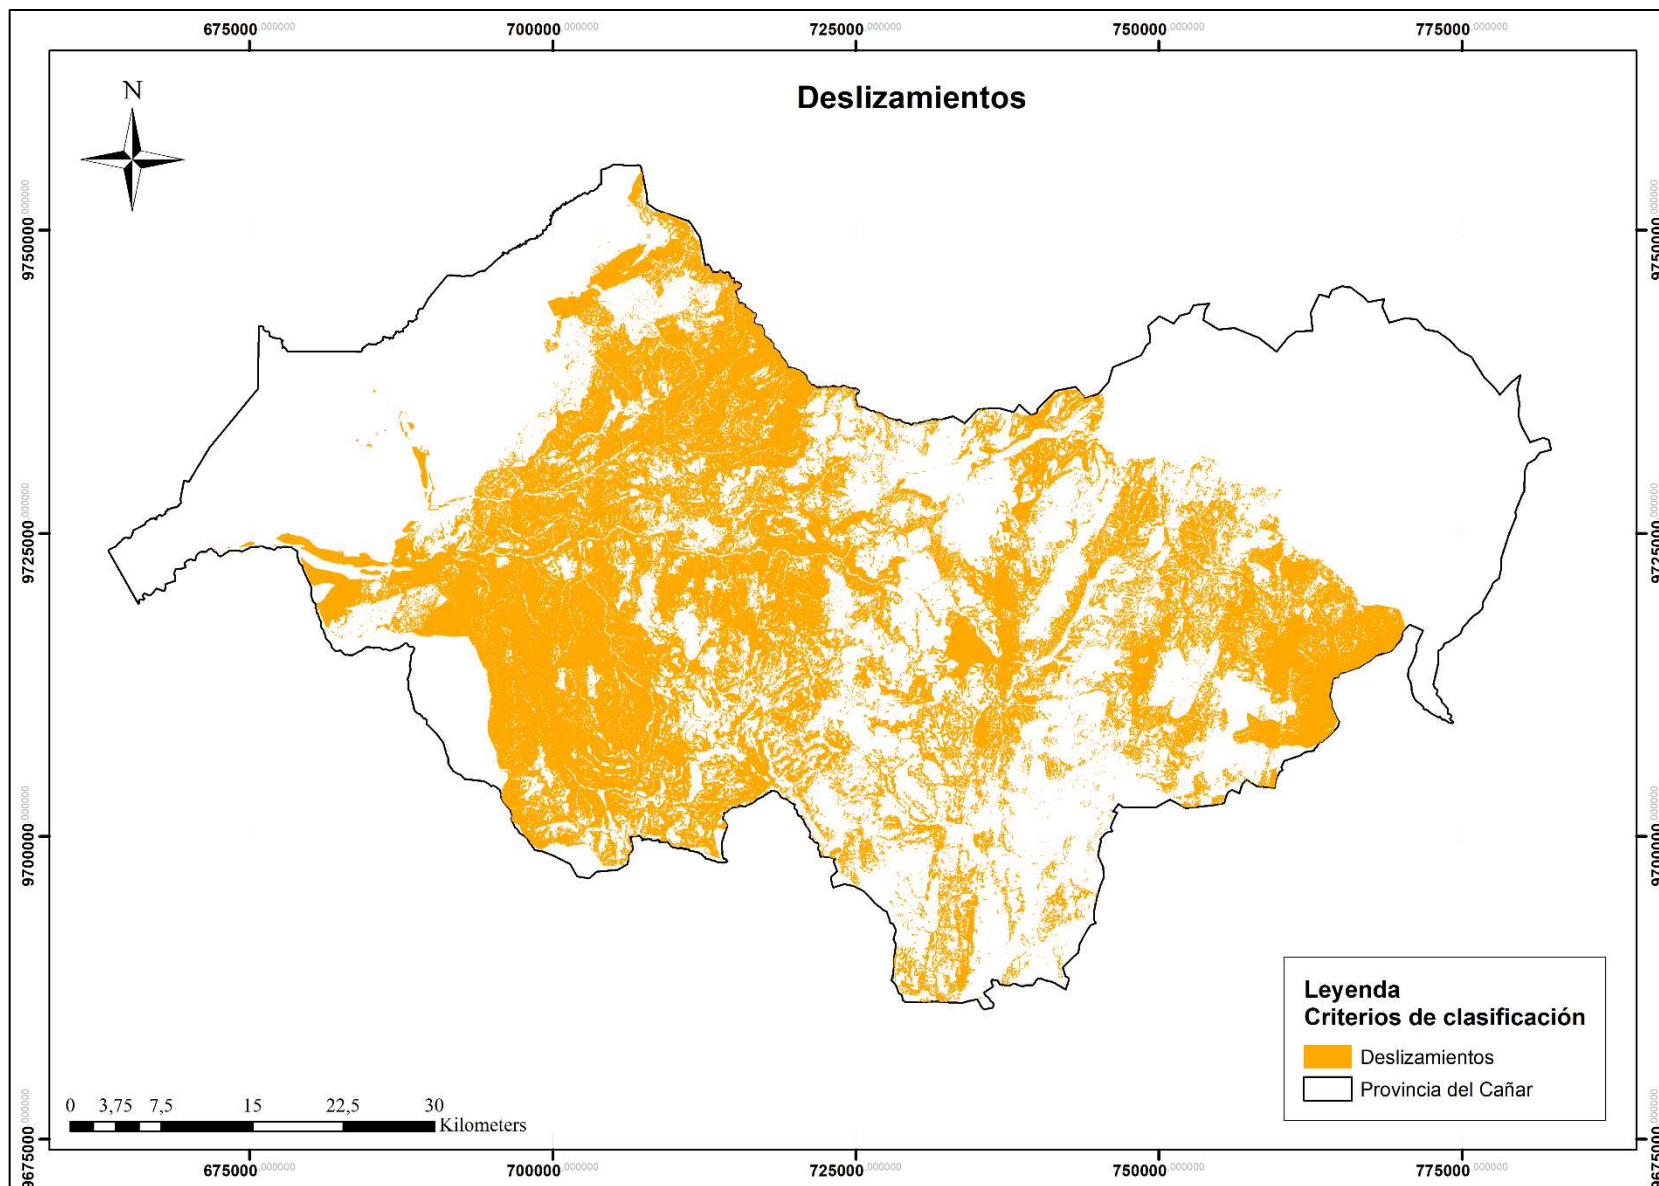 675000.000000 700000.000000 725000.000000 750000.000000 775000.000000
Deslizamientos
N
9750000.000000
9725000.000000
9700000.000000
9675000.000000
9750000.000000
9725000.000000
9700000.000000
9675000.000000
Leyenda
Criterios de clasificación
Deslizamientos
Provincia del Cañar
0 3,75 7,5 15 22,5 30
Kilometers
675000.000000 700000.000000 725000.000000 750000.000000 775000.000000